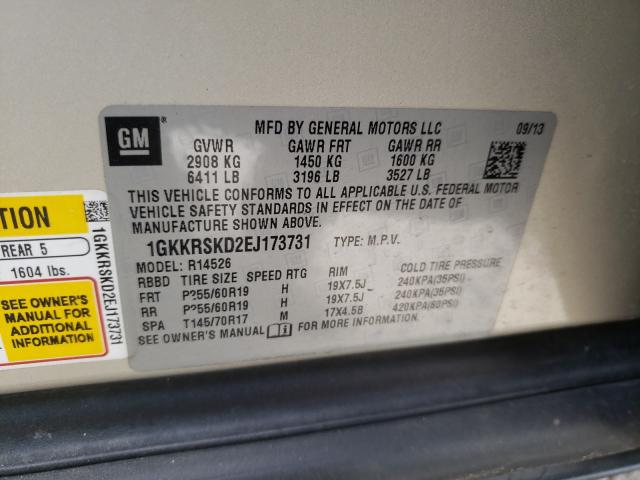 GM
MFD BY GENERAL MOTORS LLC 09/13
GVWR GAWR FRT GAWR RR
2908 KG 1450 KG 1600 KG
6411 LB 3196 LB 3527 LB
THIS VEHICLE CONFORMS TO ALL APPLICABLE U.S. FEDERAL MOTOR
VEHICLE SAFETY STANDARDS IN EFFECT ON THE DATE OF
MANUFACTURE SHOWN ABOVE.
1GKKRSKD2EJ173731 TYPE: M.P.V.
MODEL: R14526
RBBD TIRE SIZE SPEED RTG RIM COLD TIRE PRESSURE
FRT P255/60R19 H 19X7.5J 240KPA(35PSI)
RR P255/60R19 H 19X7.5J 240KPA(35PSI)
SPA T145/70R17 M 17X4.5B 420KPA(60PSI)
SEE OWNER'S MANUAL FOR MORE INFORMATION.
TION
REAR 5
1604 lbs.
SEE OWNER'S
MANUAL FOR
ADDITIONAL
INFORMATION
1GKKRSKD2EJ173731